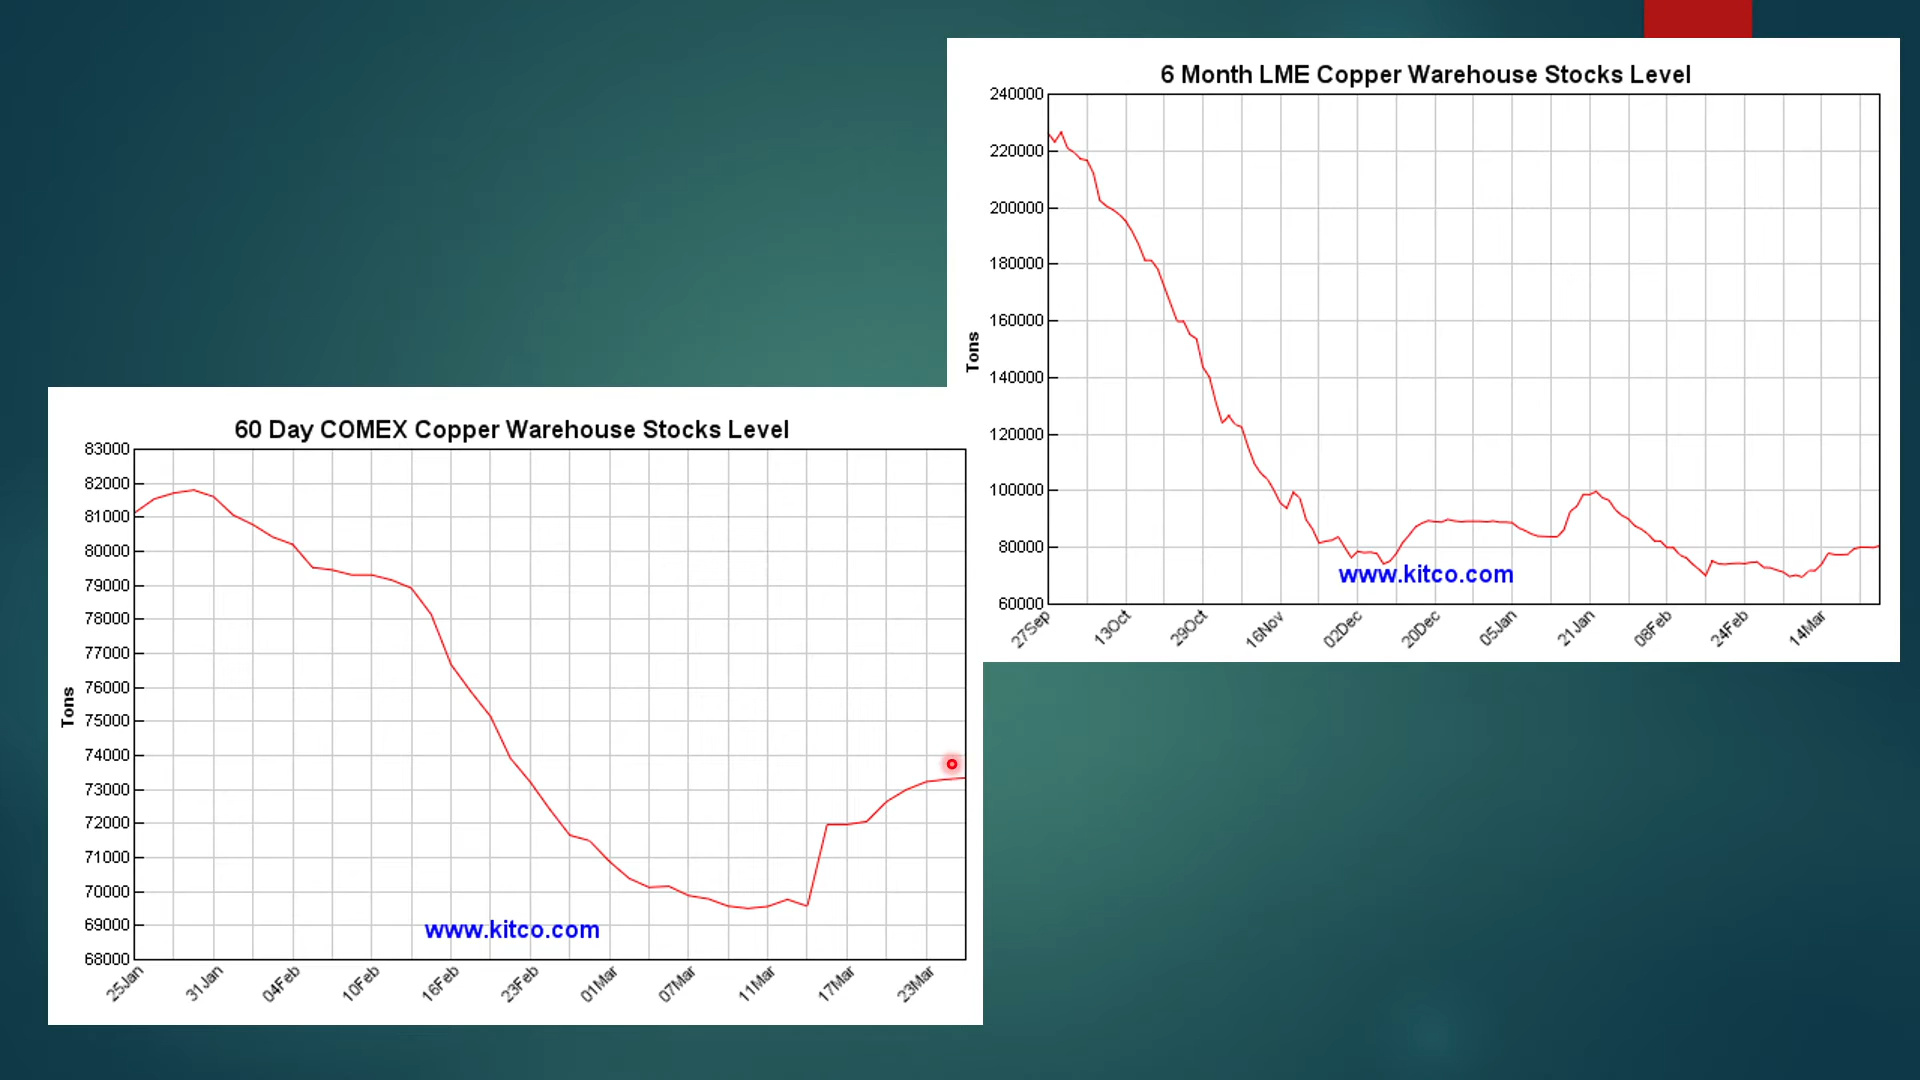 6 Month LME Copper Warehouse Stocks Level
240000
220000
200000
180000
160000
140000
120000
100000
80000
60000
Tons
27Sep
13Oct
29Oct
16Nov
02Dec
20Dec
05Jan
21Jan
08Feb
24Feb
14Mar
www.kitco.com
60 Day COMEX Copper Warehouse Stocks Level
83000
82000
81000
80000
79000
78000
77000
76000
75000
74000
73000
72000
71000
70000
69000
68000
Tons
25Jan
31Jan
04Feb
10Feb
16Feb
23Feb
01Mar
07Mar
11Mar
17Mar
23Mar
www.kitco.com